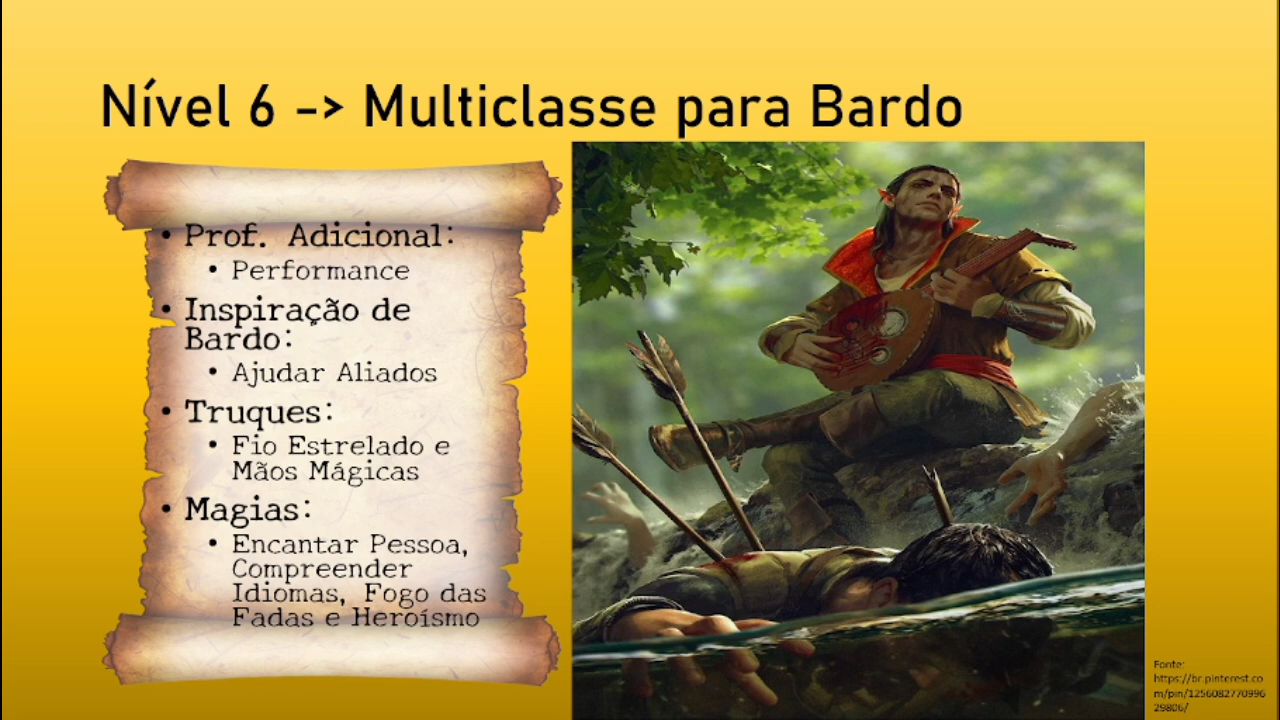 Nível 6 -> Multiclasse para Bardo
• Prof. Adicional:
• Performance
• Inspiração de
Bardo:
• Ajudar Aliados
• Truques:
• Fio Estrelado e
Mãos Mágicas
• Magias:
• Encantar Pessoa,
Compreender
Idiomas, Fogo das
Fadas e Heroísmo
Fonte:
https://br.pinterest.co
m/pin/1256082770996
29806/